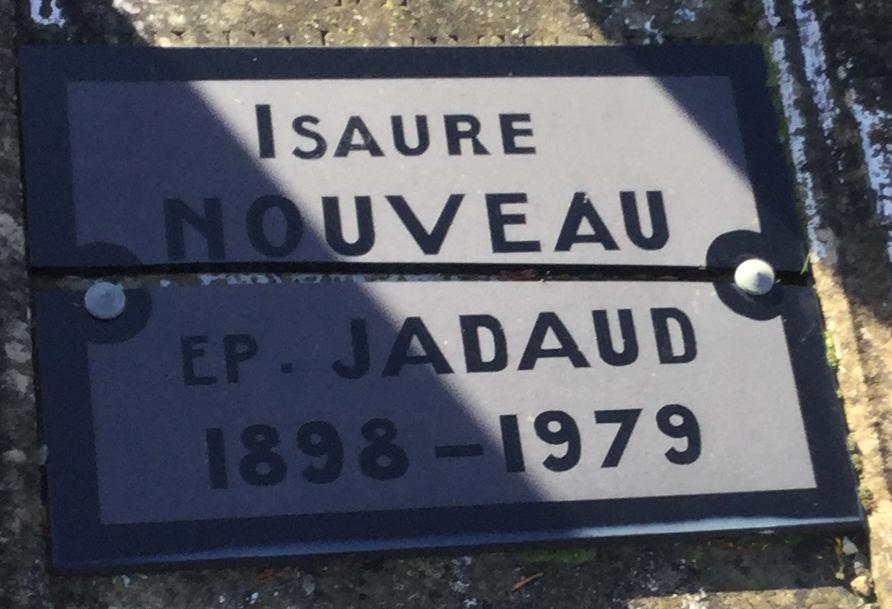 ISAURE
NOUVEAU
EP. JADAUD
1898-1979